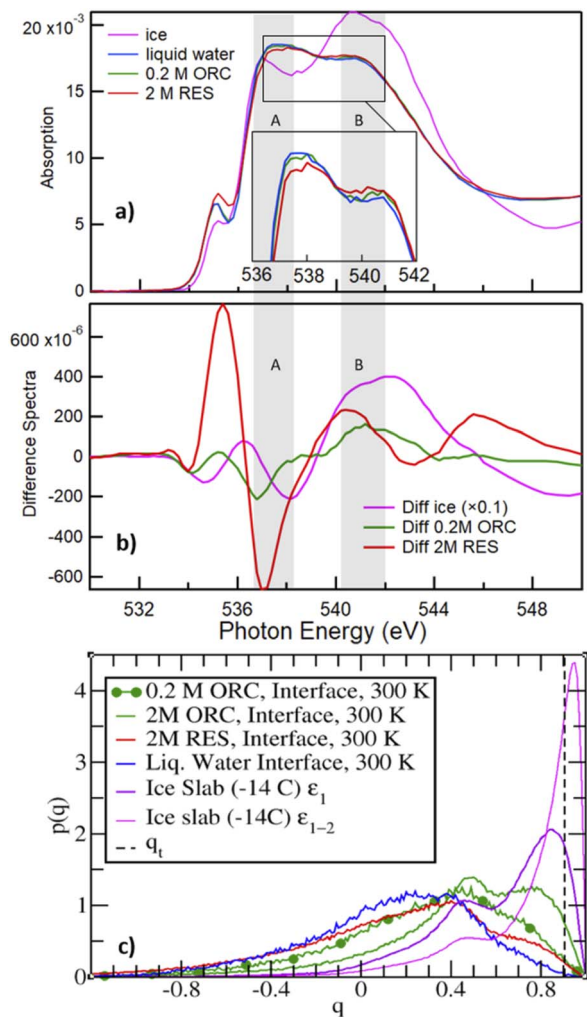 20 x10⁻³
ice
liquid water
0.2 M ORC
2 M RES
15
Absorption
10
A
B
5
536 538 540 542
a)
0
532 536
600 x10⁻⁶
A
B
400
200
Difference Spectra
0
-200
Diff ice (×0.1)
-400
Diff 0.2M ORC
b)
Diff 2M RES
-600
532 536 540 544 548
Photon Energy (eV)
0.2 M ORC, Interface, 300 K
2M ORC, Interface, 300 K
2M RES, Interface, 300 K
Liq. Water Interface, 300 K
Ice Slab (-14 C) ε₁
Ice slab (-14C) ε₁₋₂
qₜ
4
3
p(q)
2
1
c)
0
-0.8 -0.4 0 0.4 0.8
q